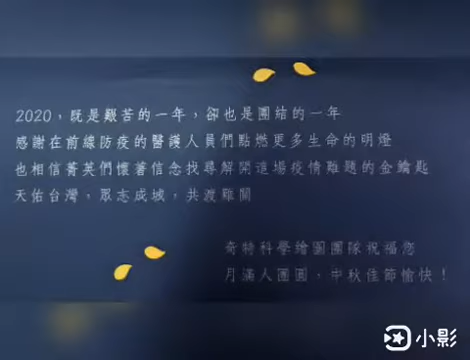 2020，既是艱苦的一年，卻也是團結的一年
感謝在前線防疫的醫護人員們點燃更多生命的明燈
也相信菁英們懷著信念找尋解開這場疫情難題的金鑰匙
天佑台灣，眾志成城，共渡難關
奇特科學繪圖團隊祝福您
月滿人團圓，中秋佳節愉快！
小影